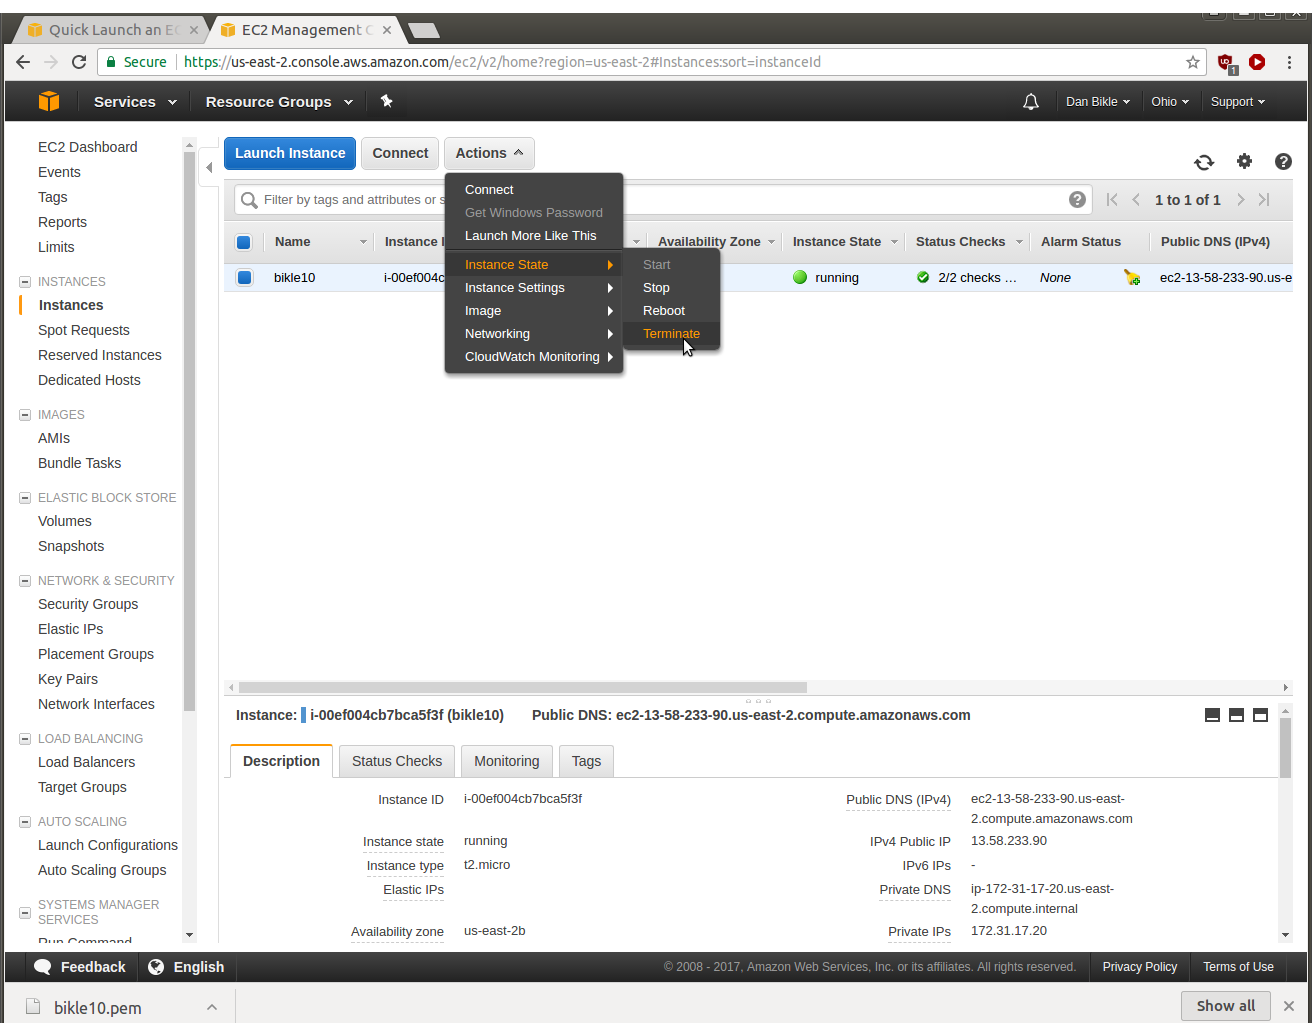 Quick Launch an E
EC2 Management C
Secure
https://us-east-2.console.aws.amazon.com/ec2/v2/home?region=us-east-2#Instances:sort=instanceId
1
Services
Resource Groups
Dan Bikle
Ohio
Support
EC2 Dashboard
Events
Tags
Reports
Limits
INSTANCES
Instances
Spot Requests
Reserved Instances
Dedicated Hosts
IMAGES
AMIs
Bundle Tasks
ELASTIC BLOCK STORE
Volumes
Snapshots
NETWORK & SECURITY
Security Groups
Elastic IPs
Placement Groups
Key Pairs
Network Interfaces
LOAD BALANCING
Load Balancers
Target Groups
AUTO SCALING
Launch Configurations
Auto Scaling Groups
SYSTEMS MANAGER
SERVICES
Run Command
Launch Instance
Connect
Actions
Filter by tags and attributes or s
1 to 1 of 1
Connect
Get Windows Password
Launch More Like This
Instance State
Instance Settings
Image
Networking
CloudWatch Monitoring
Start
Stop
Reboot
Terminate
Name
Instance I
Availability Zone
Instance State
Status Checks
Alarm Status
Public DNS (IPv4)
bikle10
i-00ef004c
running
2/2 checks ...
None
ec2-13-58-233-90.us-e
Instance: i-00ef004cb7bca5f3f (bikle10)
Public DNS: ec2-13-58-233-90.us-east-2.compute.amazonaws.com
Description
Status Checks
Monitoring
Tags
Instance ID i-00ef004cb7bca5f3f
Instance state running
Instance type t2.micro
Elastic IPs
Availability zone us-east-2b
Public DNS (IPv4) ec2-13-58-233-90.us-east-
2.compute.amazonaws.com
IPv4 Public IP 13.58.233.90
IPv6 IPs -
Private DNS ip-172-31-17-20.us-east-
2.compute.internal
Private IPs 172.31.17.20
Feedback
English
© 2008 - 2017, Amazon Web Services, Inc. or its affiliates. All rights reserved.
Privacy Policy
Terms of Use
bikle10.pem
Show all